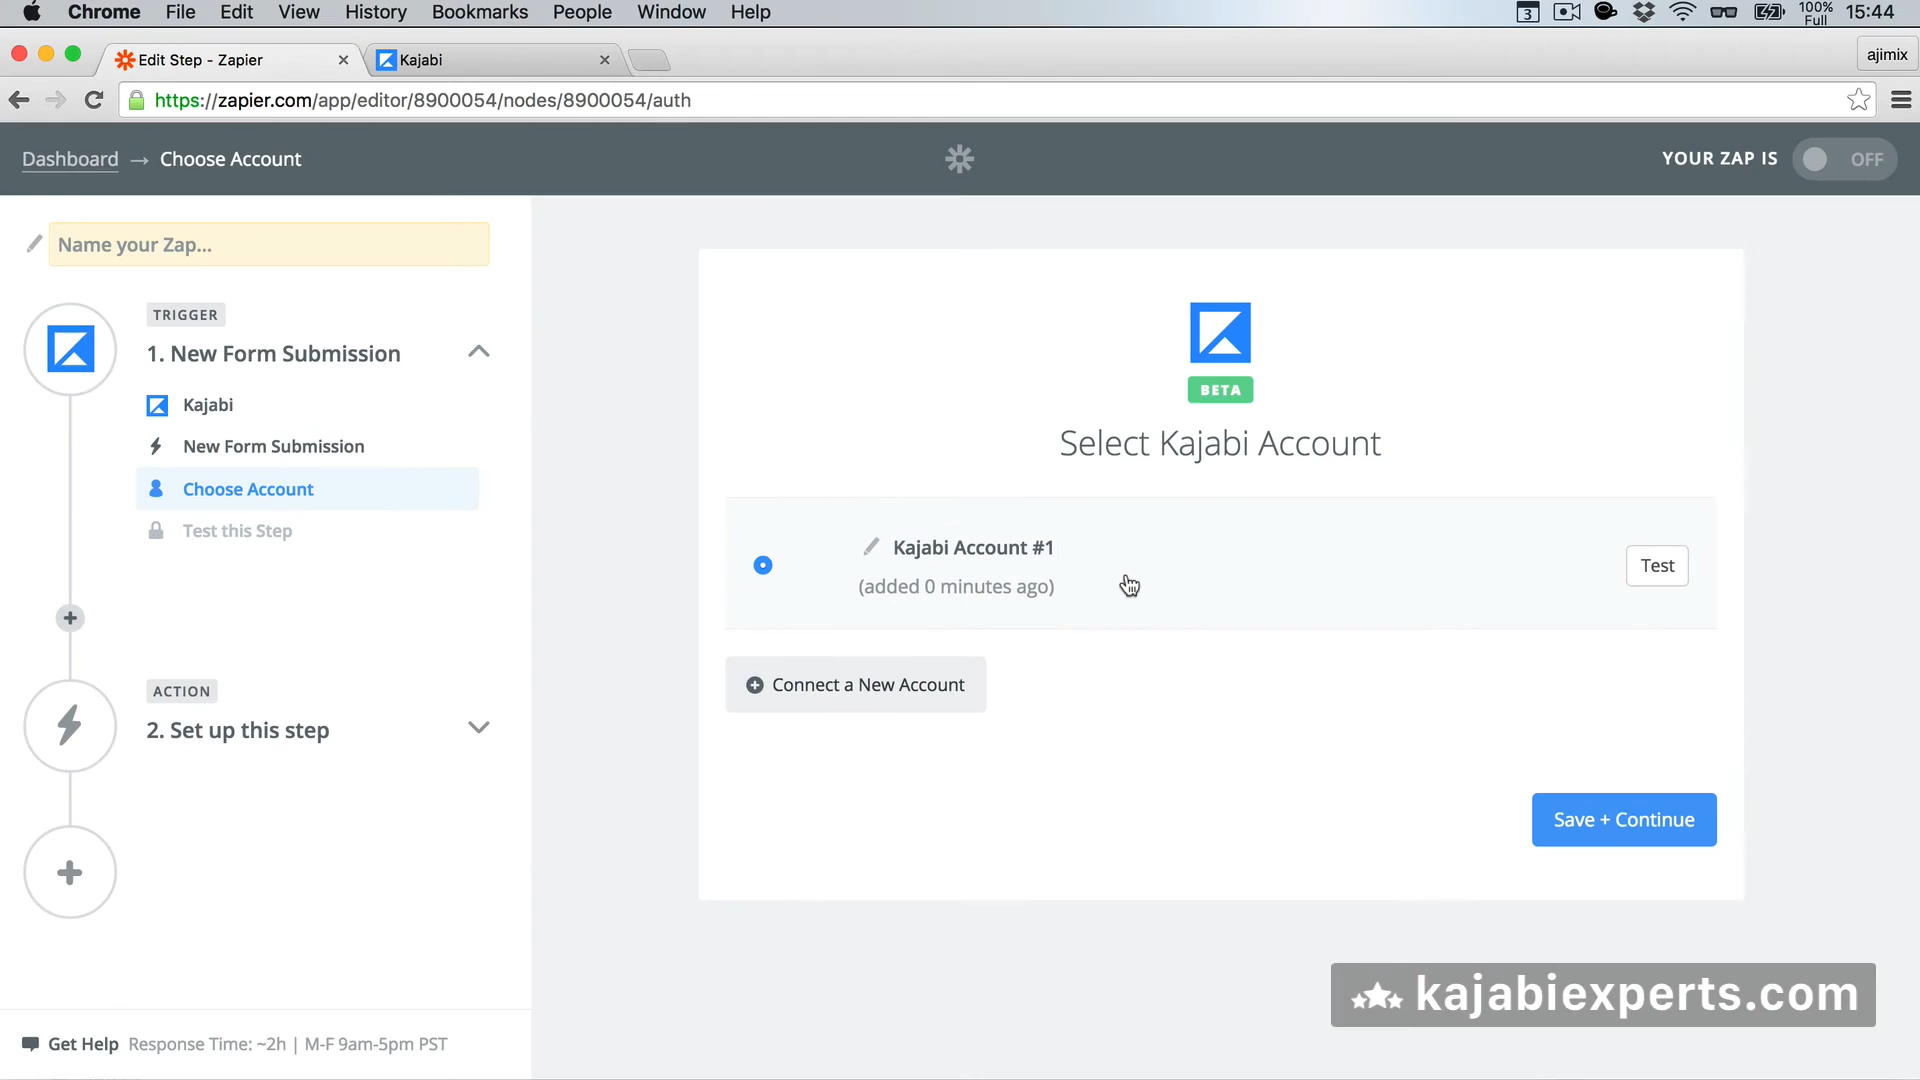 Chrome File Edit View History Bookmarks People Window Help
3
100%
Full
15:44
Edit Step - Zapier
Kajabi
ajimix
https://zapier.com/app/editor/8900054/nodes/8900054/auth
Dashboard → Choose Account
YOUR ZAP IS
OFF
Name your Zap...
TRIGGER
1. New Form Submission
Kajabi
New Form Submission
Choose Account
Test this Step
ACTION
2. Set up this step
Get Help Response Time: ~2h | M-F 9am-5pm PST
BETA
Select Kajabi Account
Kajabi Account #1
(added 0 minutes ago)
Test
Connect a New Account
Save + Continue
kajabiexperts.com